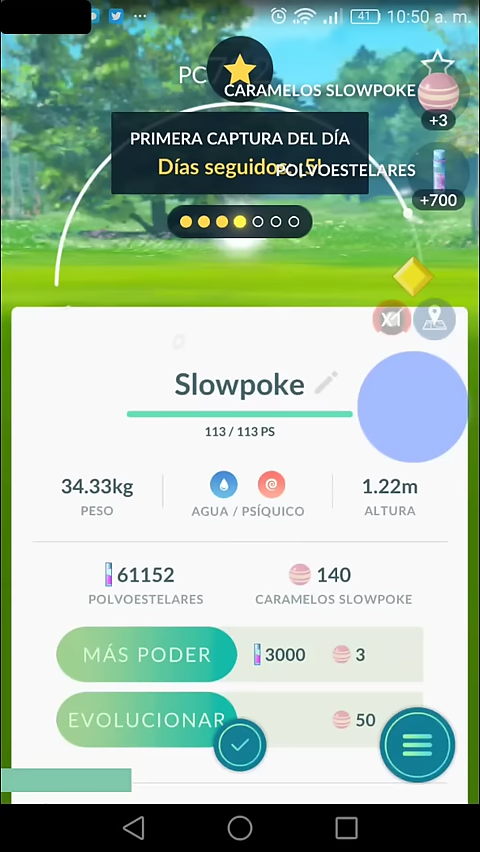 41 10:50 a. m.
PC
CARAMELOS SLOWPOKE
+3
PRIMERA CAPTURA DEL DÍA
Días seguidos: ¡5!
POLVOESTELARES
+700
X1
Slowpoke
113 / 113 PS
34.33kg
PESO
AGUA / PSÍQUICO
1.22m
ALTURA
61152
POLVOESTELARES
140
CARAMELOS SLOWPOKE
MÁS PODER 3000 3
EVOLUCIONAR 50